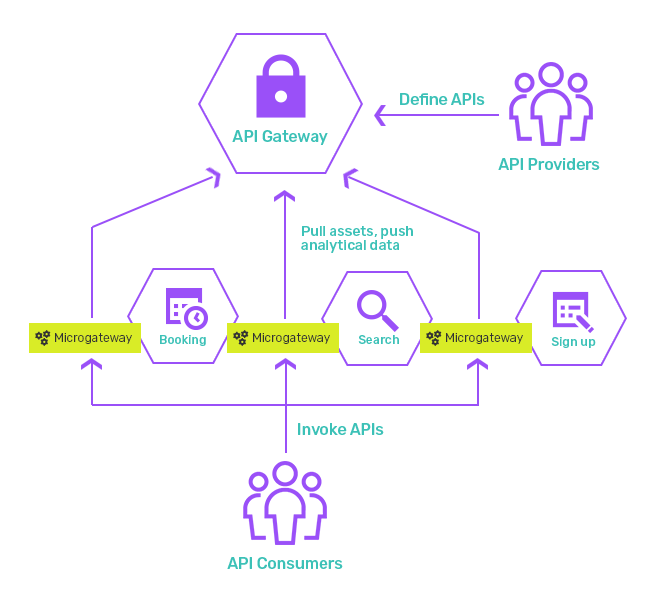 Define APIs
API Gateway
API Providers
Pull assets, push
analytical data
Microgateway
Booking
Microgateway
Search
Microgateway
Sign up
Invoke APIs
API Consumers